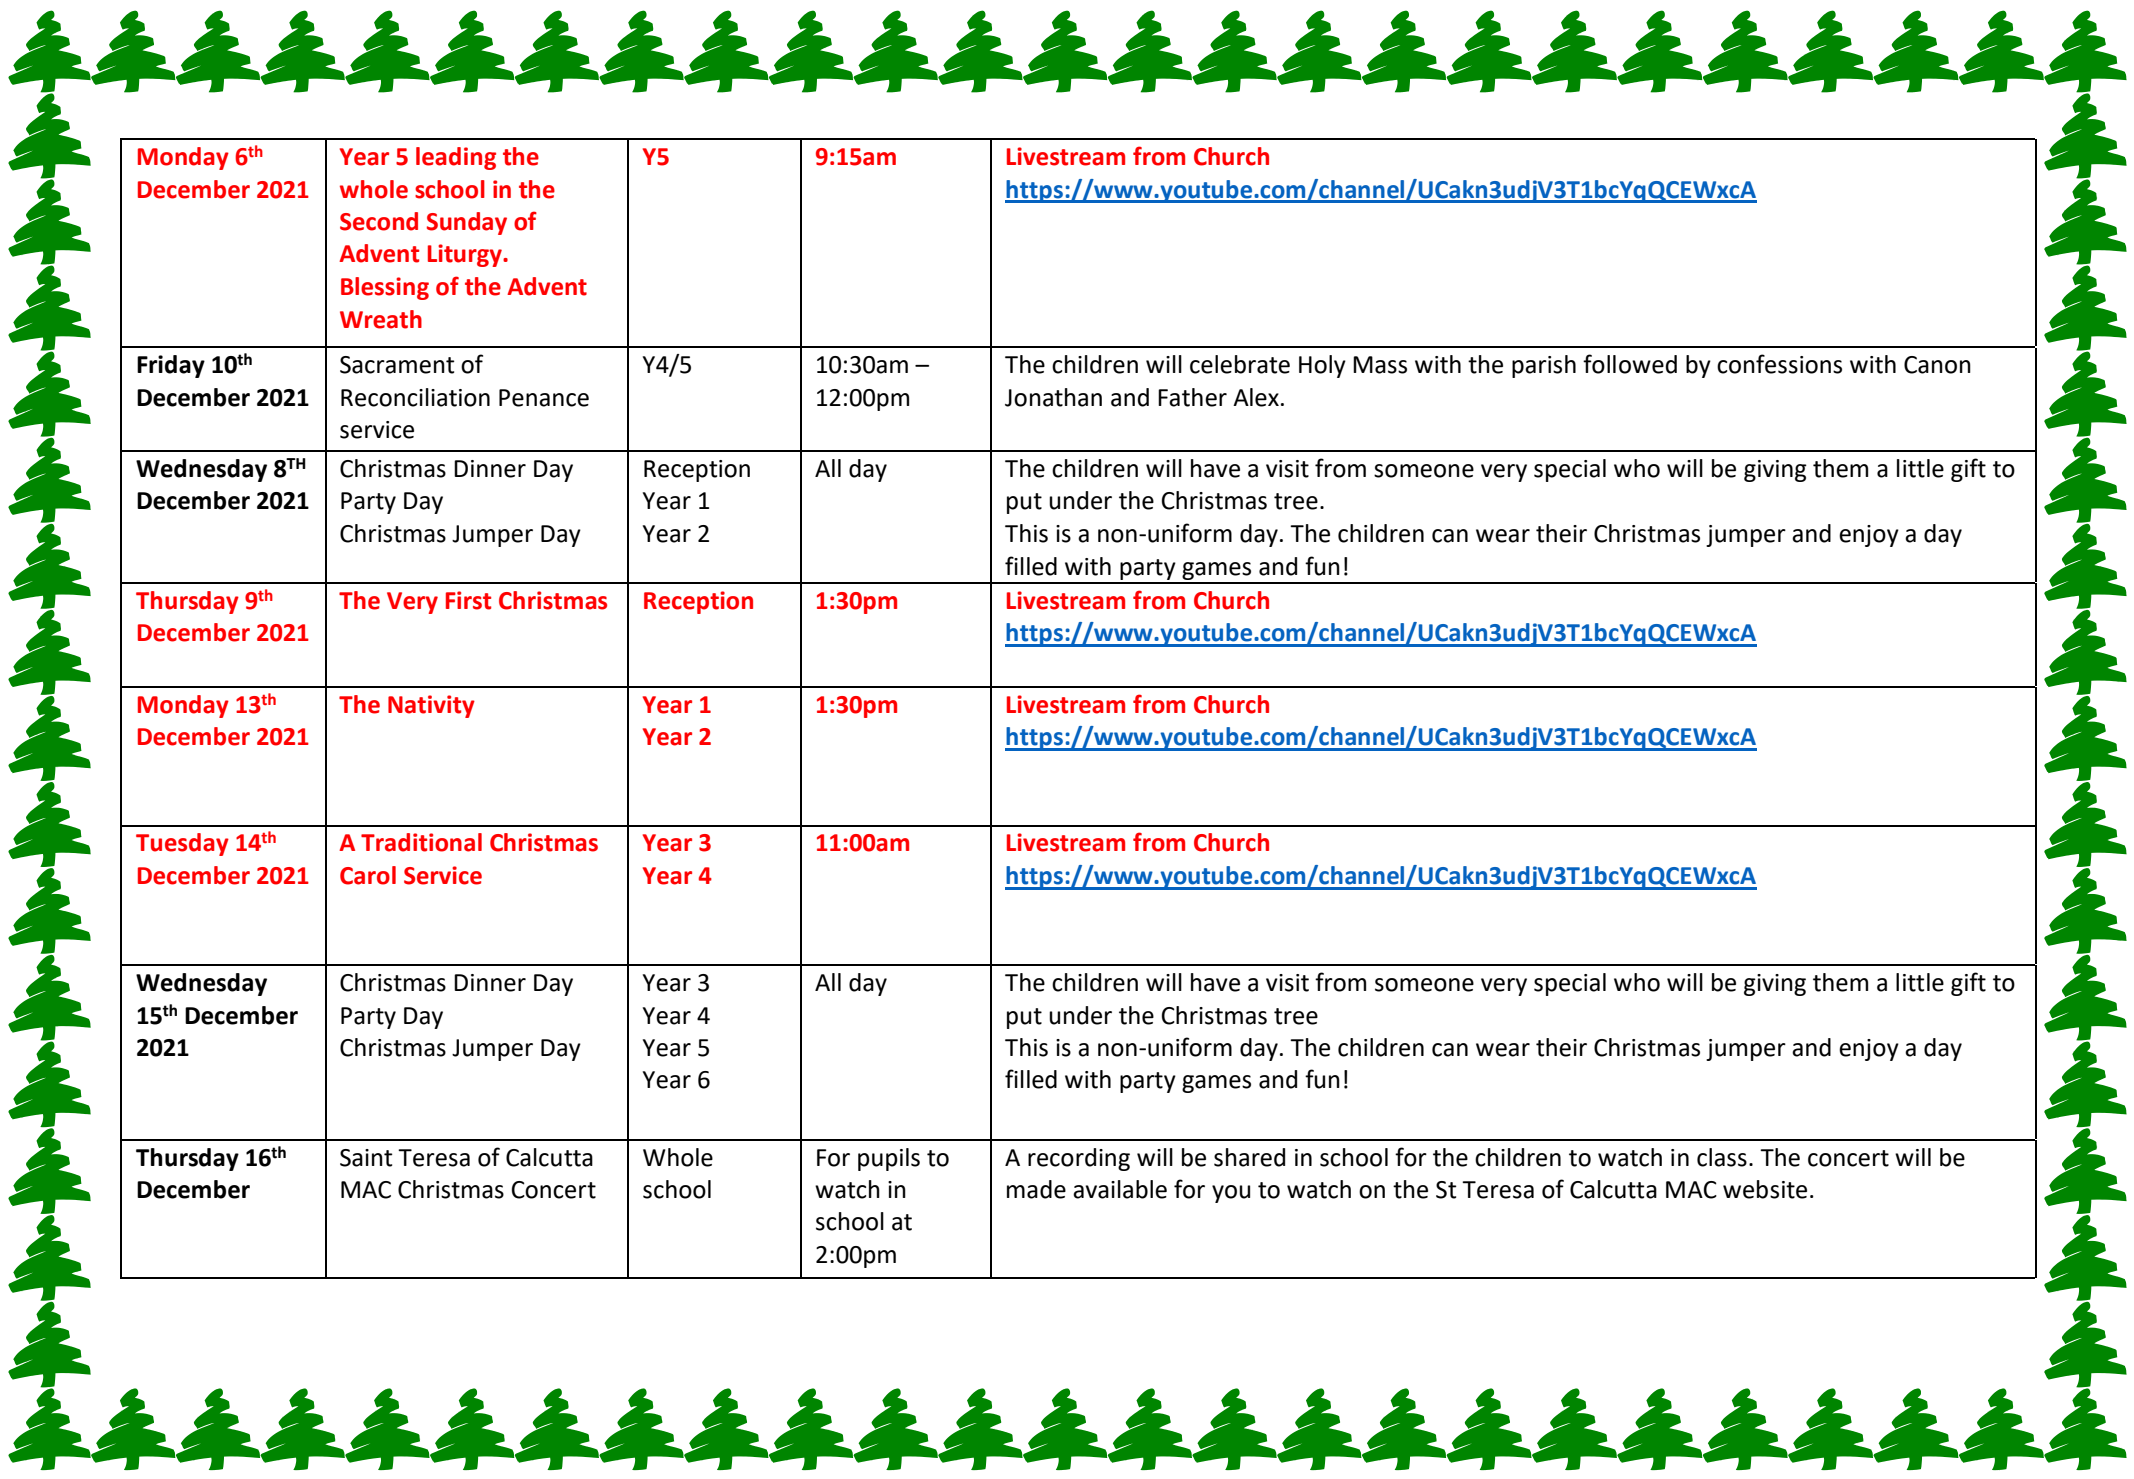 Monday 6th
December 2021
Year 5 leading the
whole school in the
Second Sunday of
Advent Liturgy.
Blessing of the Advent
Wreath
Y5
9:15am
Livestream from Church
https://www.youtube.com/channel/UCakn3udjV3T1bcYqQCEWxcA
Friday 10th
December 2021
Sacrament of
Reconciliation Penance
service
Y4/5
10:30am –
12:00pm
The children will celebrate Holy Mass with the parish followed by confessions with Canon
Jonathan and Father Alex.
Wednesday 8TH
December 2021
Christmas Dinner Day
Party Day
Christmas Jumper Day
Reception
Year 1
Year 2
All day
The children will have a visit from someone very special who will be giving them a little gift to
put under the Christmas tree.
This is a non-uniform day. The children can wear their Christmas jumper and enjoy a day
filled with party games and fun!
Thursday 9th
December 2021
The Very First Christmas
Reception
1:30pm
Livestream from Church
https://www.youtube.com/channel/UCakn3udjV3T1bcYqQCEWxcA
Monday 13th
December 2021
The Nativity
Year 1
Year 2
1:30pm
Livestream from Church
https://www.youtube.com/channel/UCakn3udjV3T1bcYqQCEWxcA
Tuesday 14th
December 2021
A Traditional Christmas
Carol Service
Year 3
Year 4
11:00am
Livestream from Church
https://www.youtube.com/channel/UCakn3udjV3T1bcYqQCEWxcA
Wednesday
15th December
2021
Christmas Dinner Day
Party Day
Christmas Jumper Day
Year 3
Year 4
Year 5
Year 6
All day
The children will have a visit from someone very special who will be giving them a little gift to
put under the Christmas tree
This is a non-uniform day. The children can wear their Christmas jumper and enjoy a day
filled with party games and fun!
Thursday 16th
December
Saint Teresa of Calcutta
MAC Christmas Concert
Whole
school
For pupils to
watch in
school at
2:00pm
A recording will be shared in school for the children to watch in class. The concert will be
made available for you to watch on the St Teresa of Calcutta MAC website.